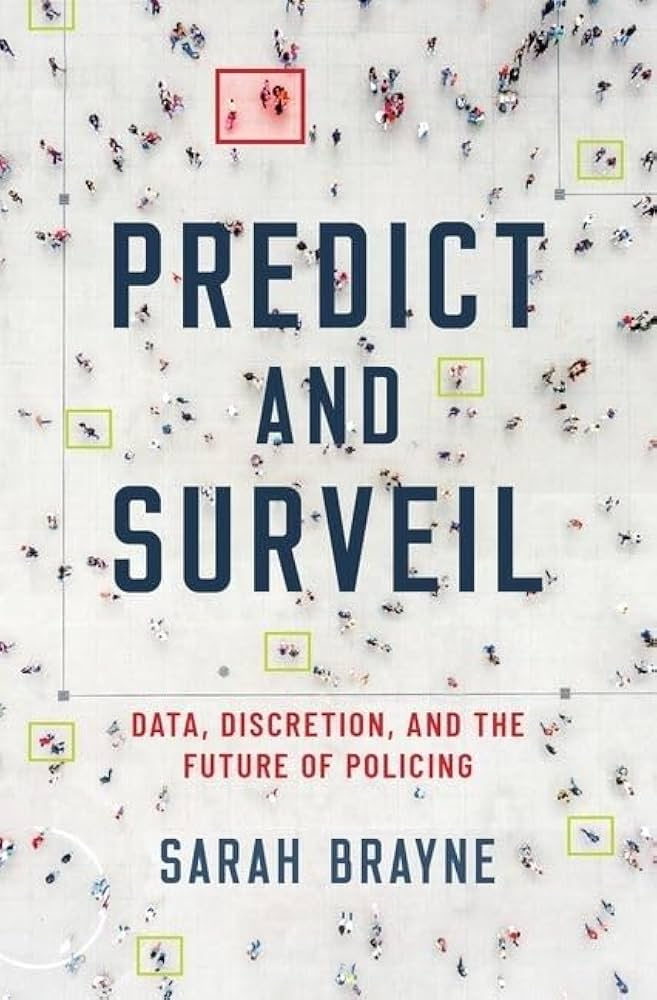 PREDICT
AND
SURVEIL
DATA, DISCRETION, AND THE
FUTURE OF POLICING
SARAH BRAYNE